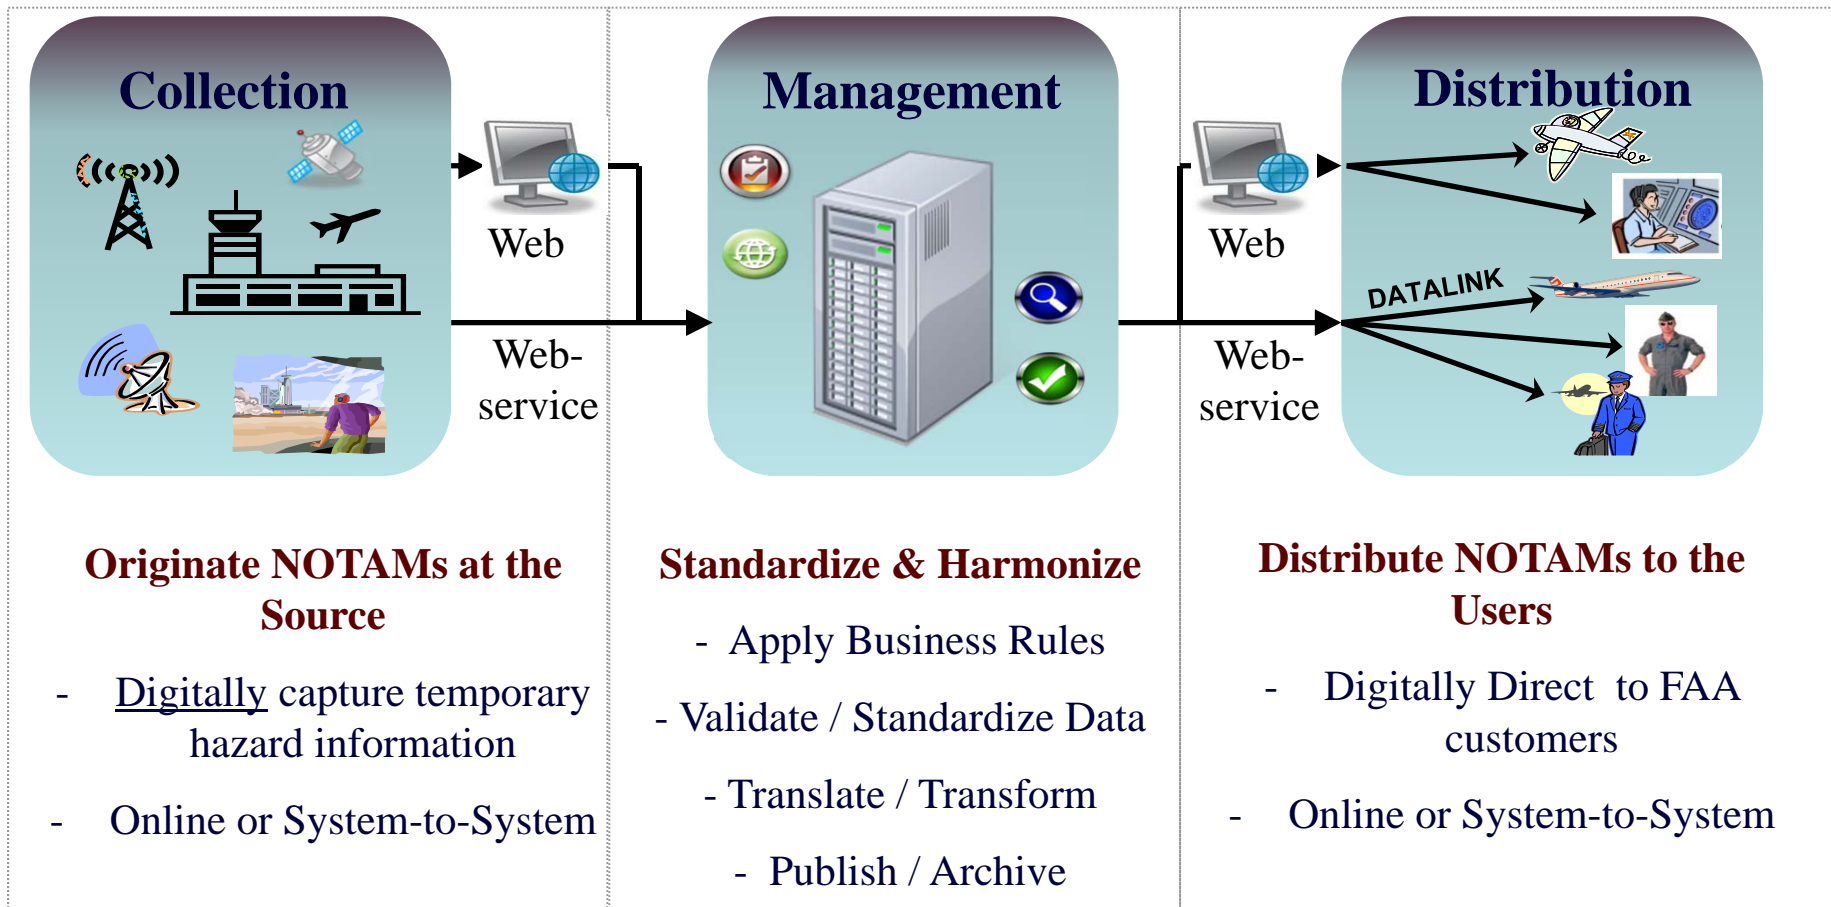 Collection
Web
Web-
service
Originate NOTAMs at the
Source
- Digitally capture temporary
hazard information
- Online or System-to-System
Management
Standardize & Harmonize
- Apply Business Rules
- Validate / Standardize Data
- Translate / Transform
- Publish / Archive
Web
Web-
service
Distribution
DATALINK
Distribute NOTAMs to the
Users
- Digitally Direct to FAA
customers
- Online or System-to-System